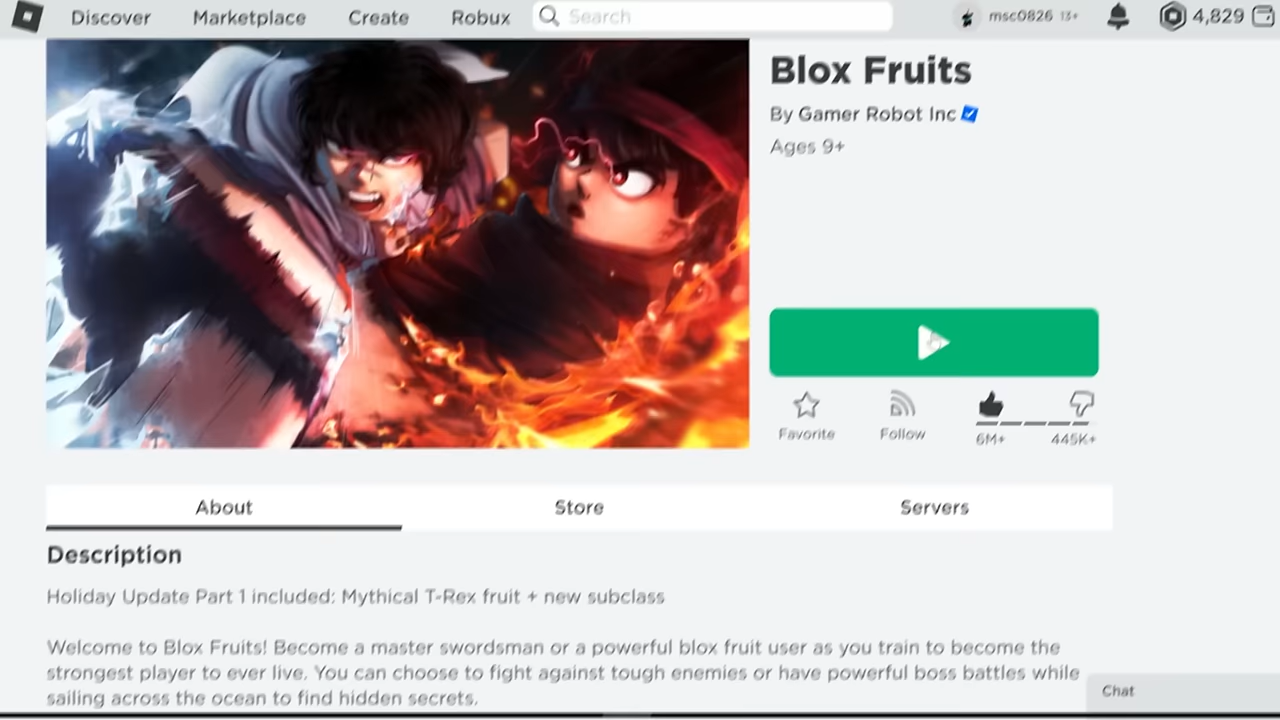 Discover Marketplace Create Robux Search msc0826 13+ 4,829
Blox Fruits
By Gamer Robot Inc
Ages 9+
Favorite Follow 6M+ 445K+
About Store Servers
Description
Holiday Update Part 1 included: Mythical T-Rex fruit + new subclass
Welcome to Blox Fruits! Become a master swordsman or a powerful blox fruit user as you train to become the
strongest player to ever live. You can choose to fight against tough enemies or have powerful boss battles while
sailing across the ocean to find hidden secrets.
Chat